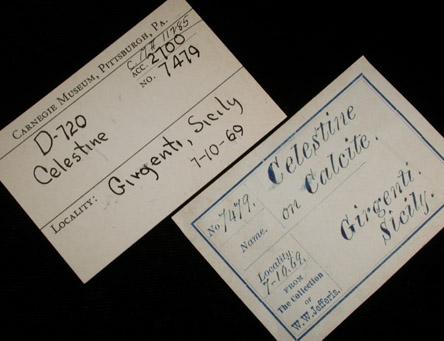 CARNEGIE MUSEUM, PITTSBURGH, PA.
C.M.# 11785
ACC. 2700
NO. 7479
D-720
Celestine
LOCALITY: Girgenti, Sicily
7-10-69
No 7479.
Name.
Celestine
on Calcite.
Locality
7-10.69.
Girgenti.
Sicily.
FROM
The Collection
OF
W.W. Jefferis.